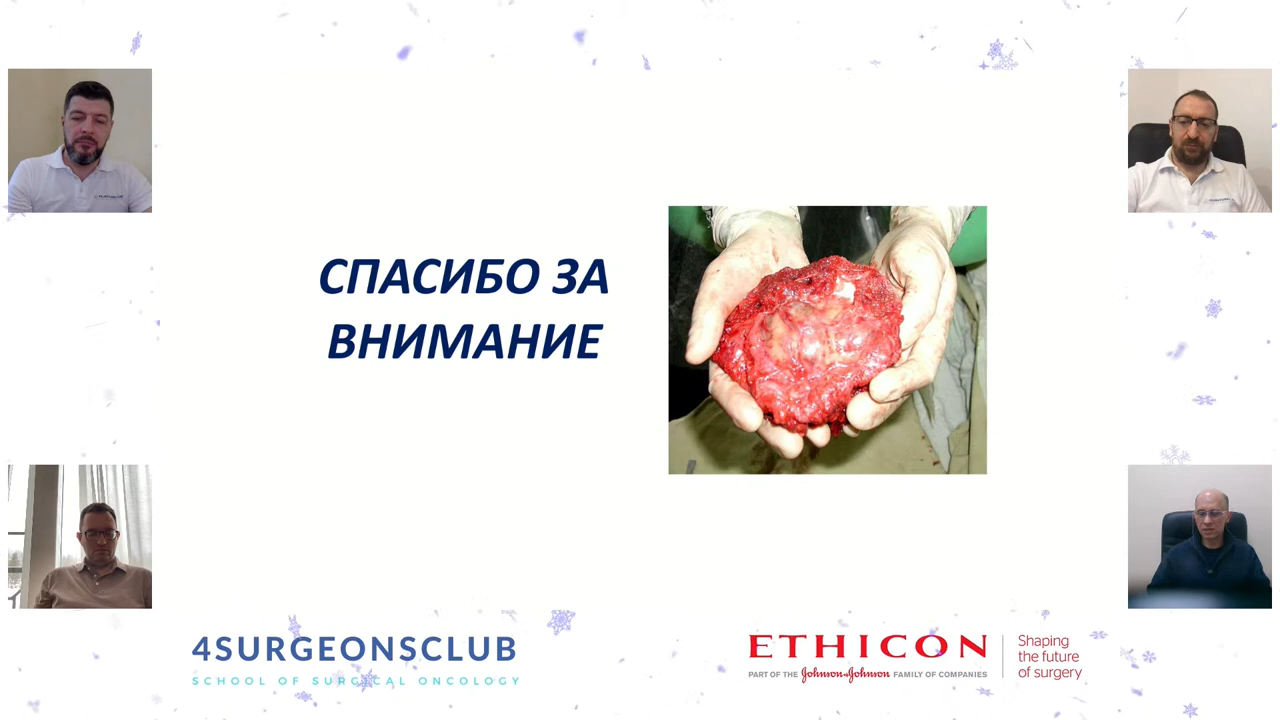 СПАСИБО ЗА
ВНИМАНИЕ
4SURGEONSCLUB
SCHOOL OF SURGICAL ONCOLOGY
ETHICON
PART OF THE Johnson & Johnson FAMILY OF COMPANIES
Shaping
the future
of surgery